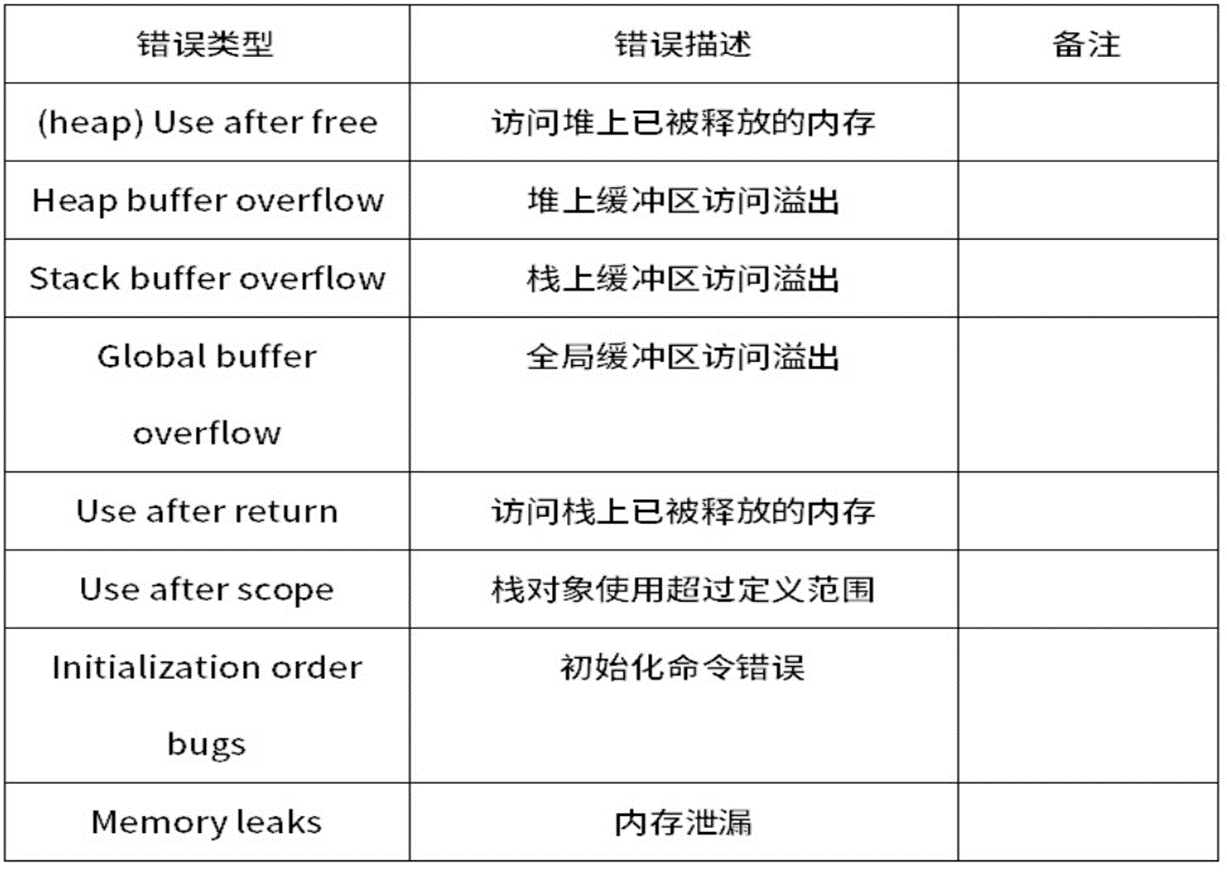 错误类型 错误描述 备注
(heap) Use after free 访问堆上已被释放的内存
Heap buffer overflow 堆上缓冲区访问溢出
Stack buffer overflow 栈上缓冲区访问溢出
Global buffer 全局缓冲区访问溢出
overflow
Use after return 访问栈上已被释放的内存
Use after scope 栈对象使用超过定义范围
Initialization order 初始化命令错误
bugs
Memory leaks 内存泄漏